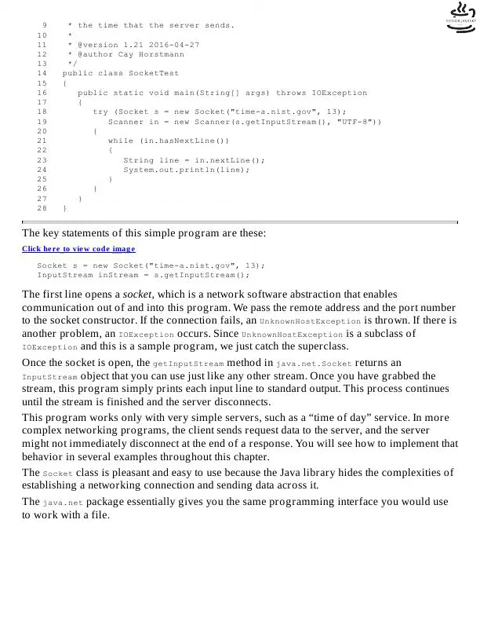 9 * the time that the server sends.
10 *
11 * @version 1.21 2016-04-27
12 * @author Cay Horstmann
13 */
14 public class SocketTest
15 {
16 public static void main(String[] args) throws IOException
17 {
18 try (Socket s = new Socket("time-a.nist.gov", 13);
19 Scanner in = new Scanner(s.getInputStream(), "UTF-8"))
20 {
21 while (in.hasNextLine())
22 {
23 String line = in.nextLine();
24 System.out.println(line);
25 }
26 }
27 }
28 }
The key statements of this simple program are these:
Click here to view code image
Socket s = new Socket("time-a.nist.gov", 13);
InputStream inStream = s.getInputStream();
The first line opens a socket, which is a network software abstraction that enables
communication out of and into this program. We pass the remote address and the port number
to the socket constructor. If the connection fails, an UnknownHostException is thrown. If there is
another problem, an IOException occurs. Since UnknownHostException is a subclass of
IOException and this is a sample program, we just catch the superclass.
Once the socket is open, the getInputStream method in java.net.Socket returns an
InputStream object that you can use just like any other stream. Once you have grabbed the
stream, this program simply prints each input line to standard output. This process continues
until the stream is finished and the server disconnects.
This program works only with very simple servers, such as a “time of day” service. In more
complex networking programs, the client sends request data to the server, and the server
might not immediately disconnect at the end of a response. You will see how to implement that
behavior in several examples throughout this chapter.
The Socket class is pleasant and easy to use because the Java library hides the complexities of
establishing a networking connection and sending data across it.
The java.net package essentially gives you the same programming interface you would use
to work with a file.